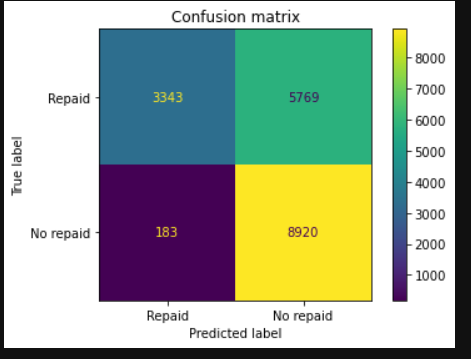 Confusion matrix
Repaid
3343
5769
8000
7000
6000
5000
4000
3000
2000
1000
True label
No repaid
183
8920
Repaid
No repaid
Predicted label